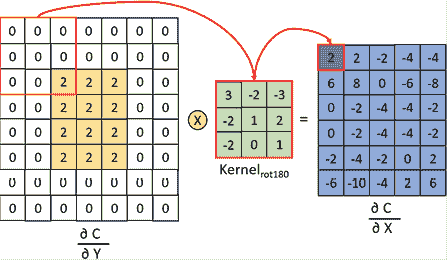 0 0 0 0 0 0 0
0 0 0 0 0 0 0
0 0 2 2 2 0 0
0 0 2 2 2 0 0
0 0 2 2 2 0 0
0 0 2 2 2 0 0
0 0 0 0 0 0 0
0 0 0 0 0 0 0
∂ C
∂ Y
X
3 -2 -3
-2 1 2
-2 0 1
Kernelrot180
=
2 2 -2 -4 -4
6 8 0 -6 -8
0 -2 -4 -4 -2
0 -2 -4 -4 -2
-2 -4 -2 0 2
-6 -10 -4 2 6
∂ C
∂ X